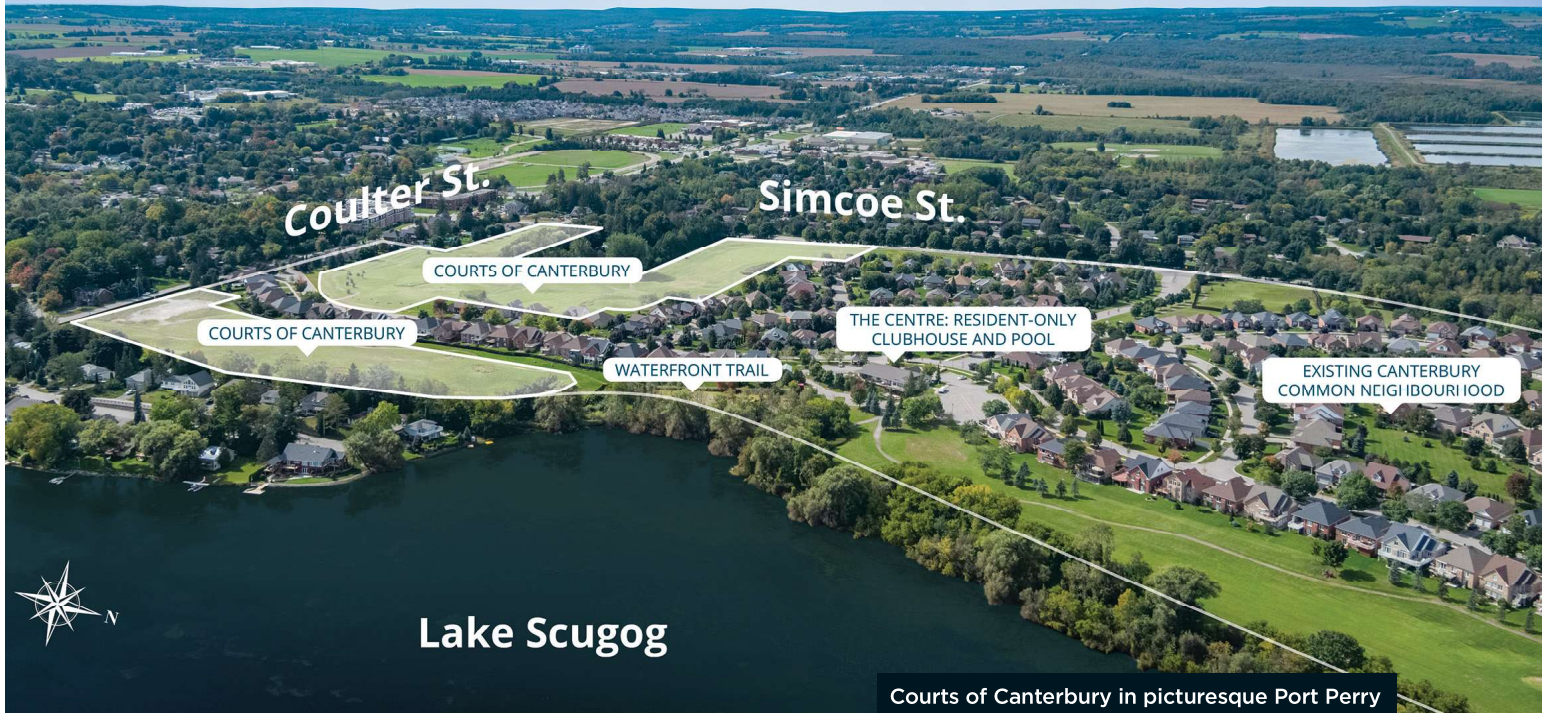 Coulter St.
Simcoe St.
COURTS OF CANTERBURY
COURTS OF CANTERBURY
THE CENTRE: RESIDENT-ONLY
CLUBHOUSE AND POOL
WATERFRONT TRAIL
EXISTING CANTERBURY
COMMON NEIGHBOURHOOD
N
Lake Scugog
Courts of Canterbury in picturesque Port Perry